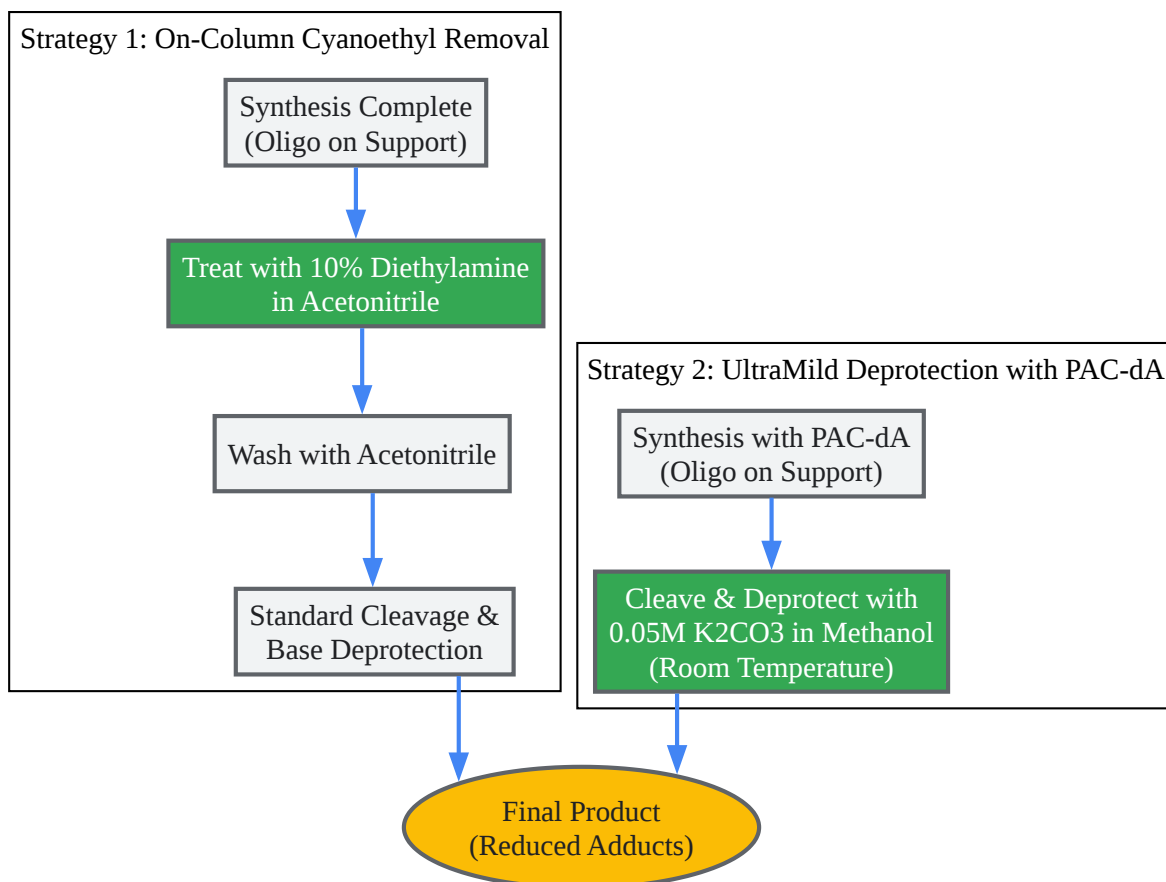 Strategy 1: On-Column Cyanoethyl Removal
Synthesis Complete
(Oligo on Support)
Treat with 10% Diethylamine
in Acetonitrile
Wash with Acetonitrile
Standard Cleavage &
Base Deprotection
Strategy 2: UltraMild Deprotection with PAC-dA
Synthesis with PAC-dA
(Oligo on Support)
Cleave & Deprotect with
0.05M K2CO3 in Methanol
(Room Temperature)
Final Product
(Reduced Adducts)